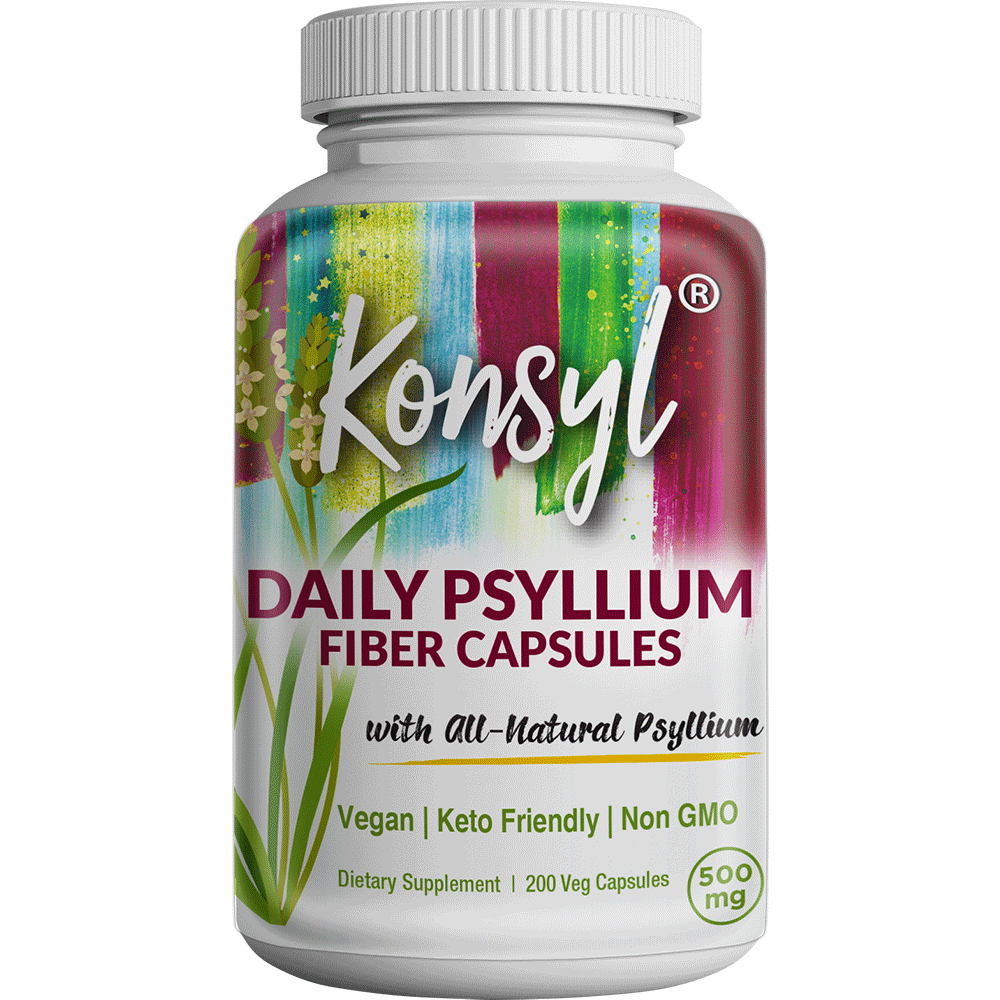 Konsyl®
DAILY PSYLLIUM
FIBER CAPSULES
with All-Natural Psyllium
Vegan | Keto Friendly | Non GMO
Dietary Supplement | 200 Veg Capsules
500
mg